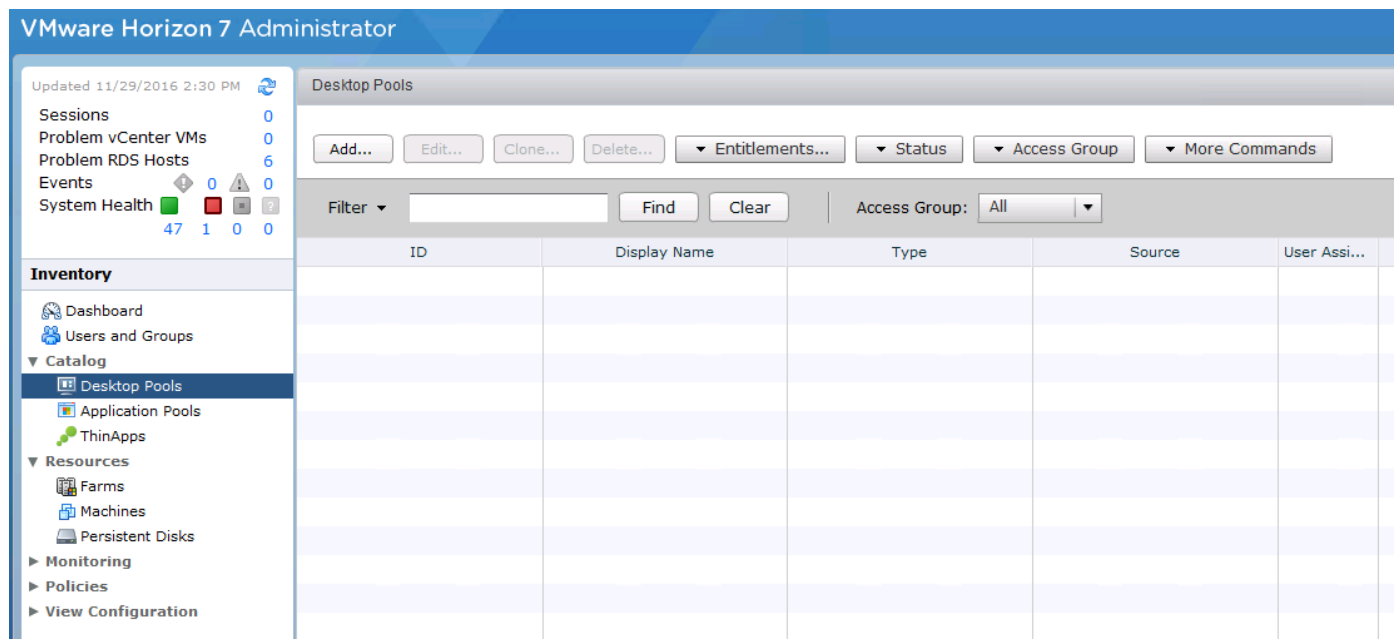 VMware Horizon 7 Administrator
Updated 11/29/2016 2:30 PM
Sessions 0
Problem vCenter VMs 0
Problem RDS Hosts 6
Events 0 0
System Health ?
47 1 0 0
Inventory
Dashboard
Users and Groups
Catalog
Desktop Pools
Application Pools
ThinApps
Resources
Farms
Machines
Persistent Disks
Monitoring
Policies
View Configuration
Desktop Pools
Add... Edit... Clone... Delete... Entitlements... Status Access Group More Commands
Filter Find Clear Access Group: All
ID Display Name Type Source User Assi...